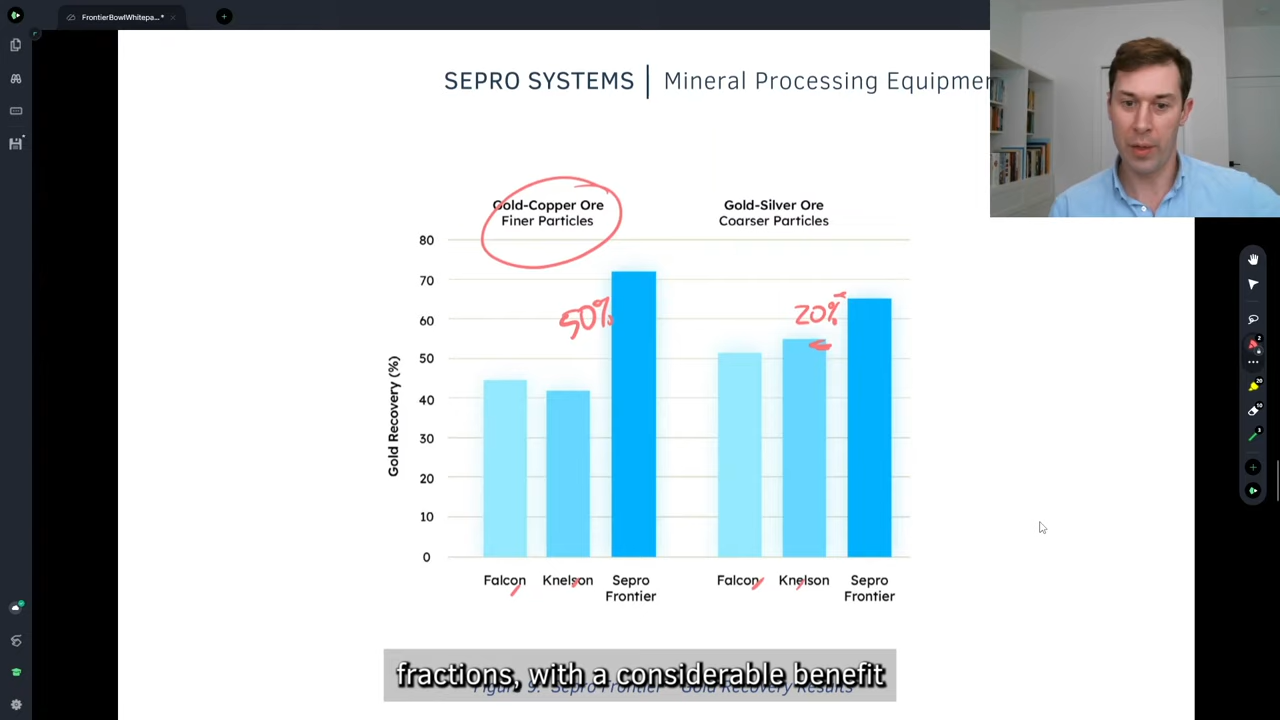 FrontierBowlWhitepa...*
SEPRO SYSTEMS | Mineral Processing Equipmen
Gold-Copper Ore
Finer Particles
Gold-Silver Ore
Coarser Particles
80
70
60
50
40
30
20
10
0
Gold Recovery (%)
50%
20%
Falcon
Knelson
Sepro
Frontier
Falcon
Knelson
Sepro
Frontier
fractions, with a considerable benefit
Figure 9. Sepro Frontier Gold Recovery Results